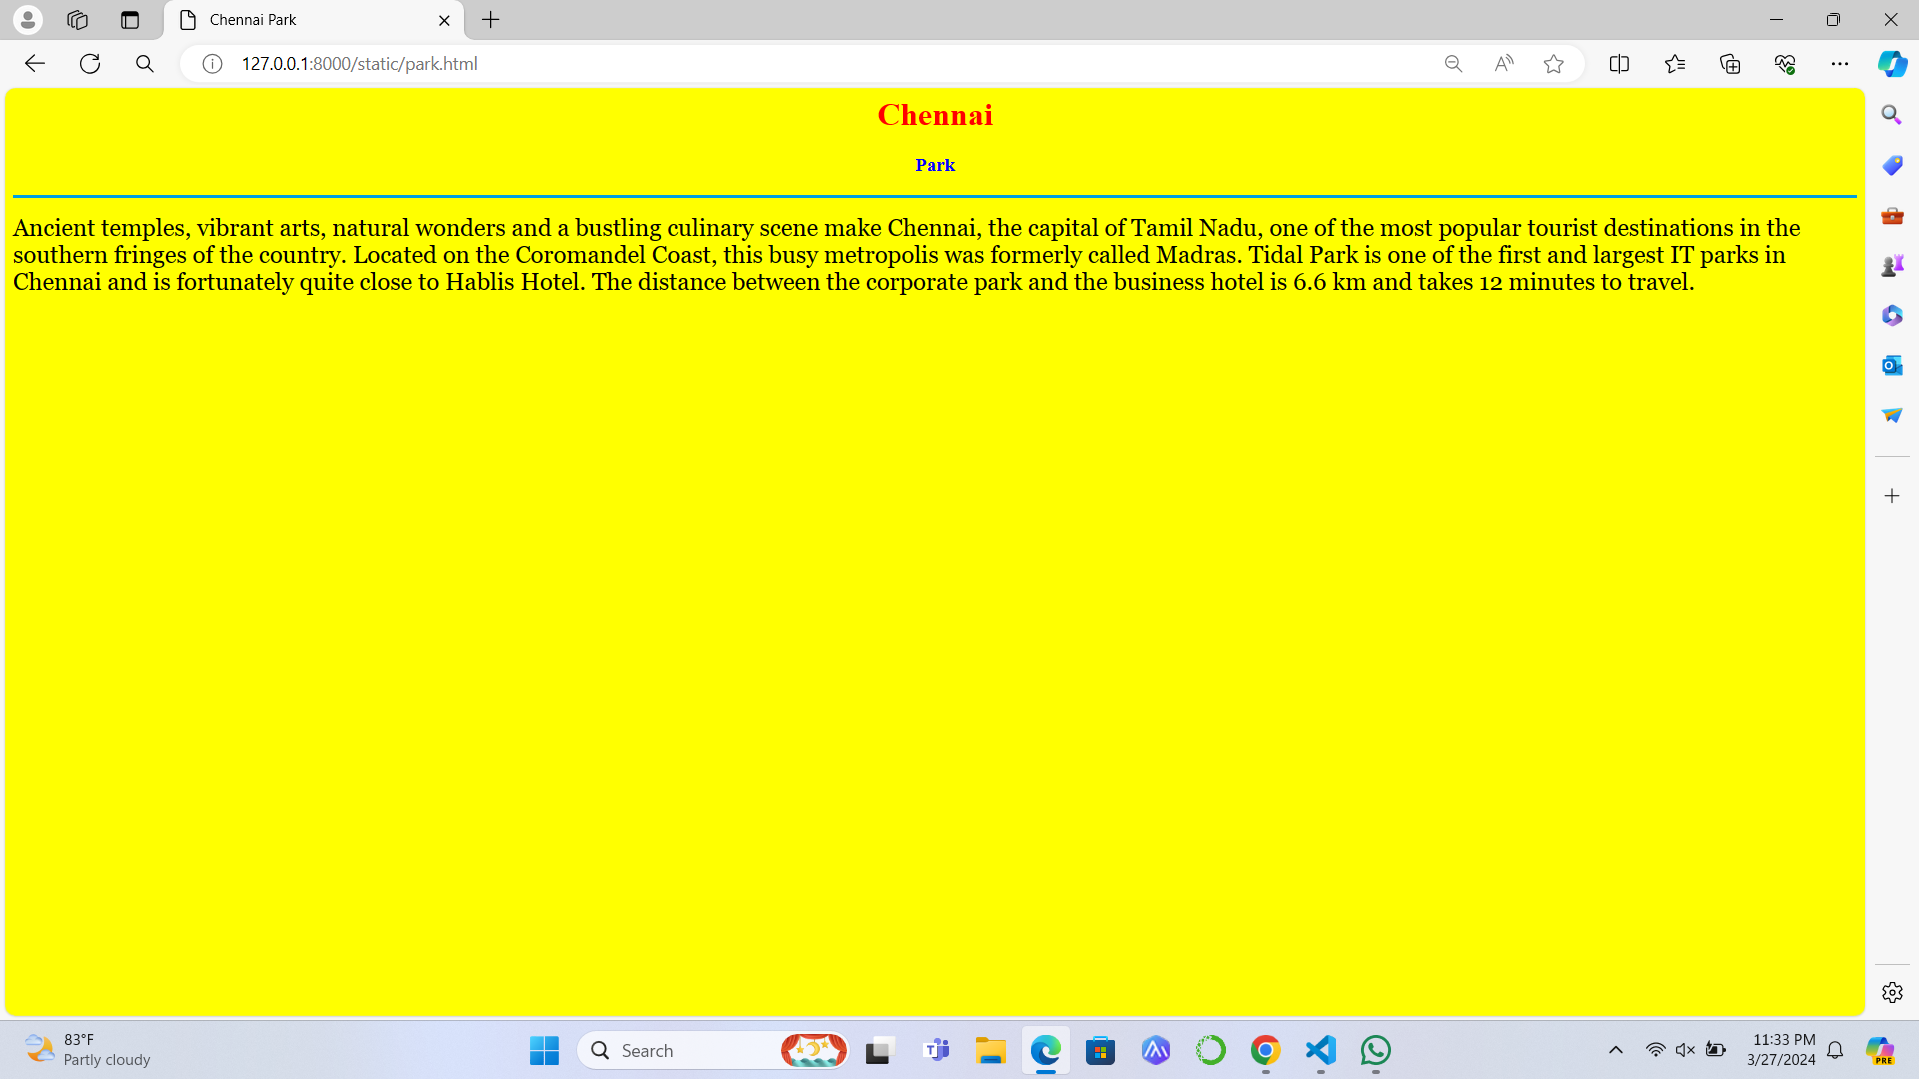 Chennai Park
127.0.0.1:8000/static/park.html
Chennai
Park
Ancient temples, vibrant arts, natural wonders and a bustling culinary scene make Chennai, the capital of Tamil Nadu, one of the most popular tourist destinations in the
southern fringes of the country. Located on the Coromandel Coast, this busy metropolis was formerly called Madras. Tidal Park is one of the first and largest IT parks in
Chennai and is fortunately quite close to Hablis Hotel. The distance between the corporate park and the business hotel is 6.6 km and takes 12 minutes to travel.
83°F
Partly cloudy
Search
11:33 PM
3/27/2024
PRE